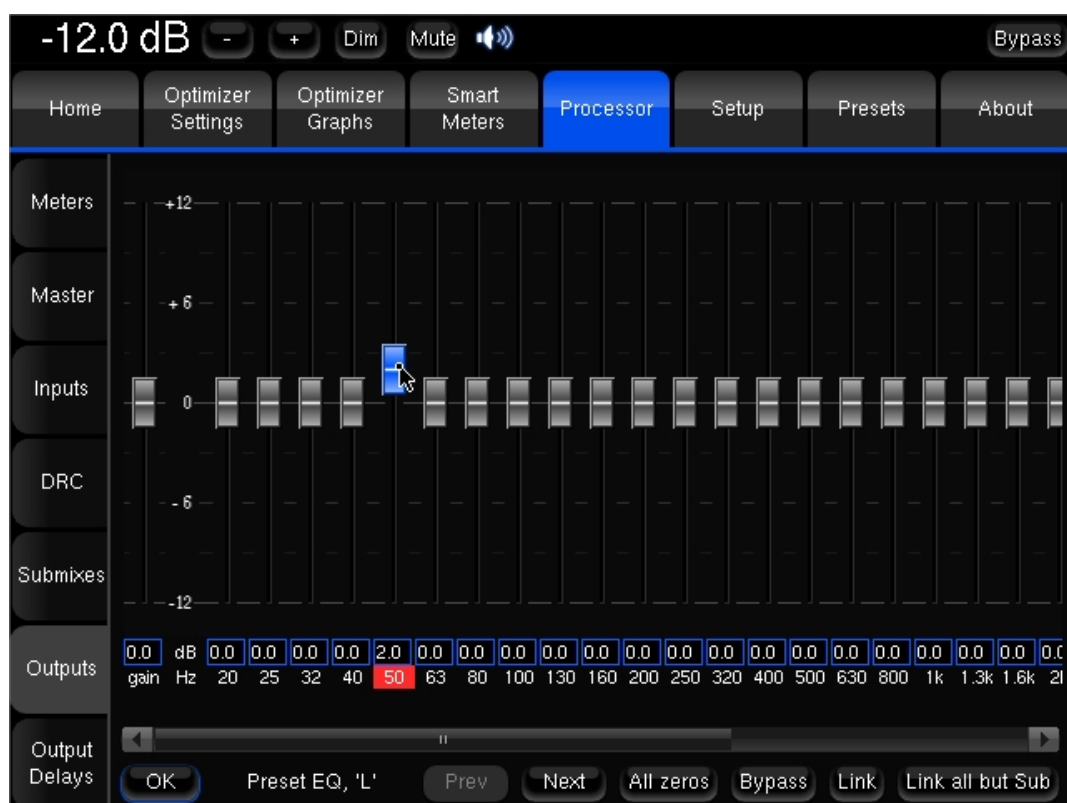 -12.0 dB - + Dim Mute Bypass
Home Optimizer Settings Optimizer Graphs Smart Meters Processor Setup Presets About
Meters
Master
Inputs
DRC
Submixes
Outputs
Output Delays
+12
+ 6
0
- 6
-12
0.0 dB 0.0 0.0 0.0 0.0 2.0 0.0 0.0 0.0 0.0 0.0 0.0 0.0 0.0 0.0 0.0 0.0 0.0 0.0 0.0 0.0
gain Hz 20 25 32 40 50 63 80 100 130 160 200 250 320 400 500 630 800 1k 1.3k 1.6k
OK Preset EQ, 'L' Prev Next All zeros Bypass Link Link all but Sub